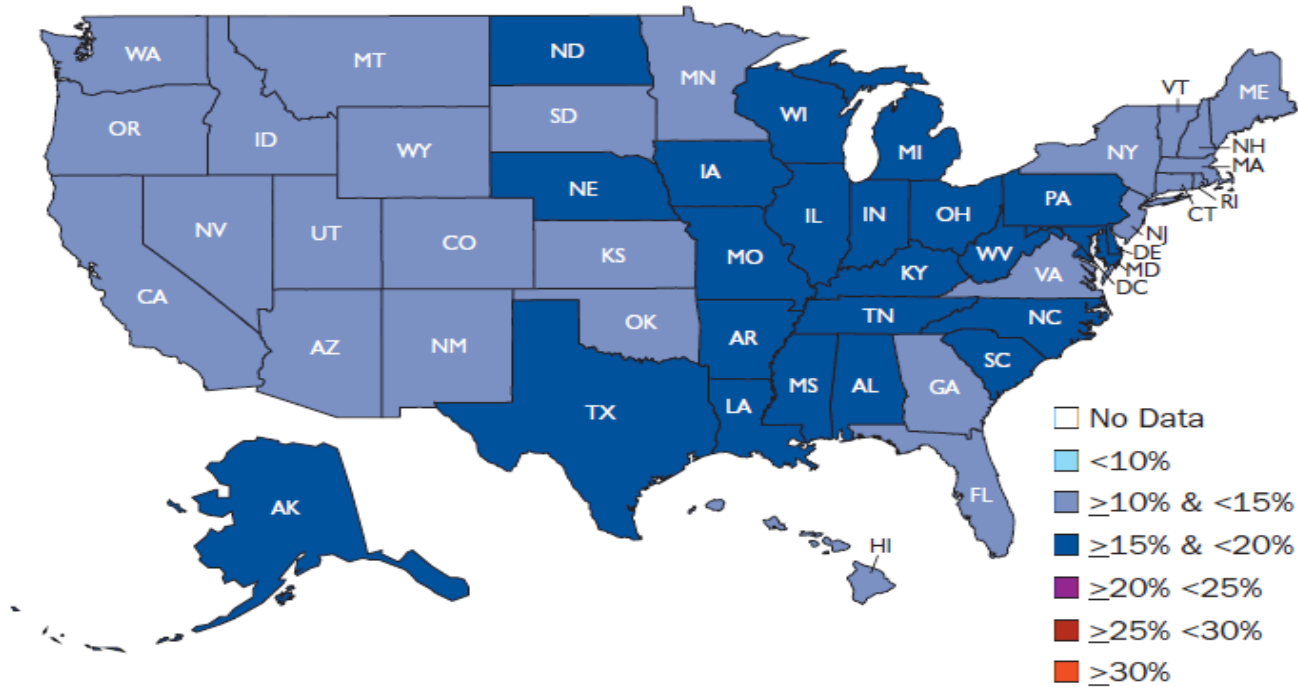 WA
MT
ND
MN
VT
ME
OR
ID
SD
WI
NH
WY
MI
NY
MA
IA
NE
PA
RI
CT
NV
UT
CO
IL
IN
OH
NJ
DE
KS
MO
WV
MD
CA
KY
VA
DC
OK
TN
NC
AZ
NM
AR
SC
MS
AL
GA
LA
TX
No Data
<10%
FL
≥10% & <15%
AK
HI
≥15% & <20%
≥20% <25%
≥25% <30%
≥30%